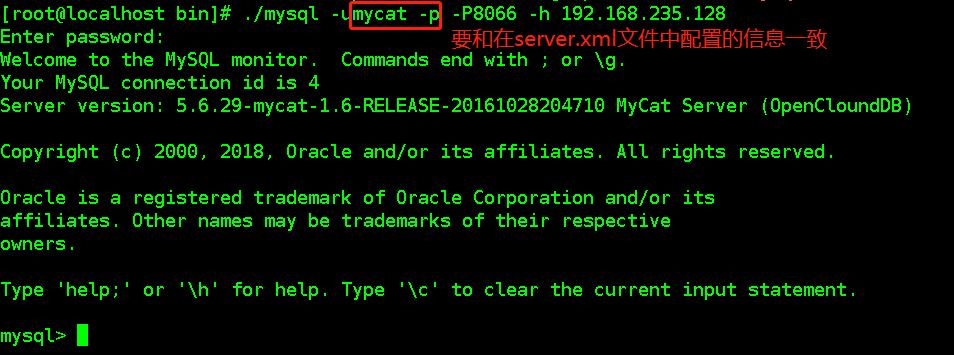 [root@localhost bin]# ./mysql -umycat -p -P8066 -h 192.168.235.128
Enter password:
要和在server.xml文件中配置的信息一致
Welcome to the MySQL monitor.  Commands end with ; or \g.
Your MySQL connection id is 4
Server version: 5.6.29-mycat-1.6-RELEASE-20161028204710 MyCat Server (OpenCloundDB)
Copyright (c) 2000, 2018, Oracle and/or its affiliates. All rights reserved.
Oracle is a registered trademark of Oracle Corporation and/or its
affiliates. Other names may be trademarks of their respective
owners.
Type 'help;' or '\h' for help. Type '\c' to clear the current input statement.
mysql>